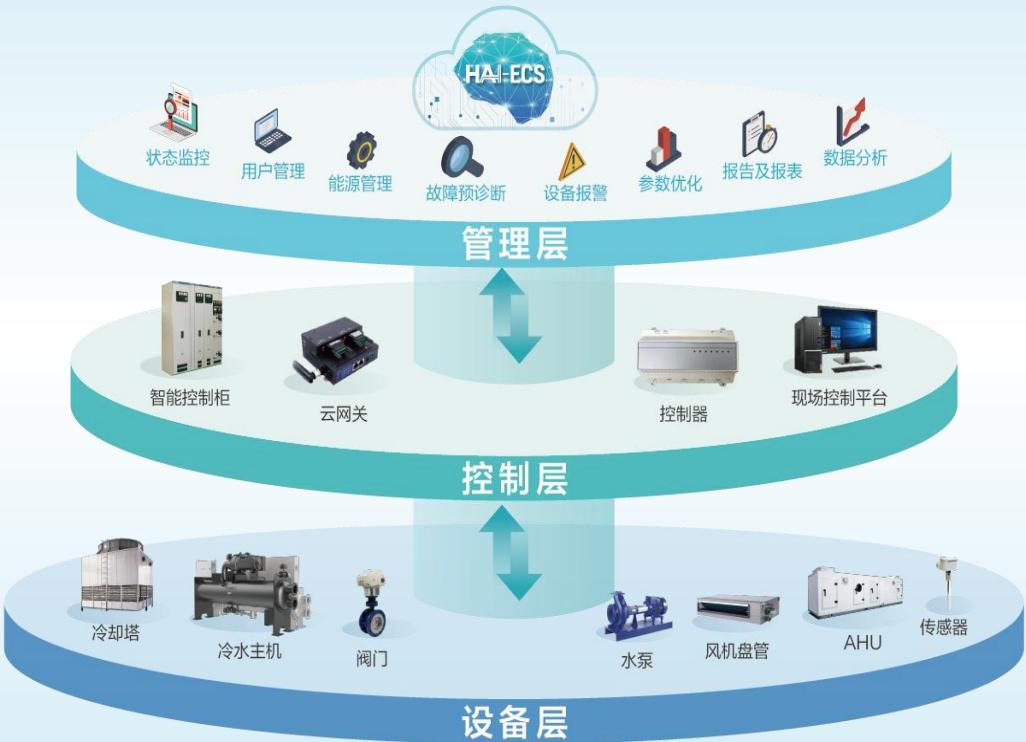 HAI-ECS
状态监控
用户管理
能源管理
故障预诊断
设备报警
参数优化
报告及报表
数据分析
管理层
智能控制柜
云网关
控制器
现场控制平台
控制层
冷却塔
冷水主机
阀门
水泵
风机盘管
AHU
传感器
设备层